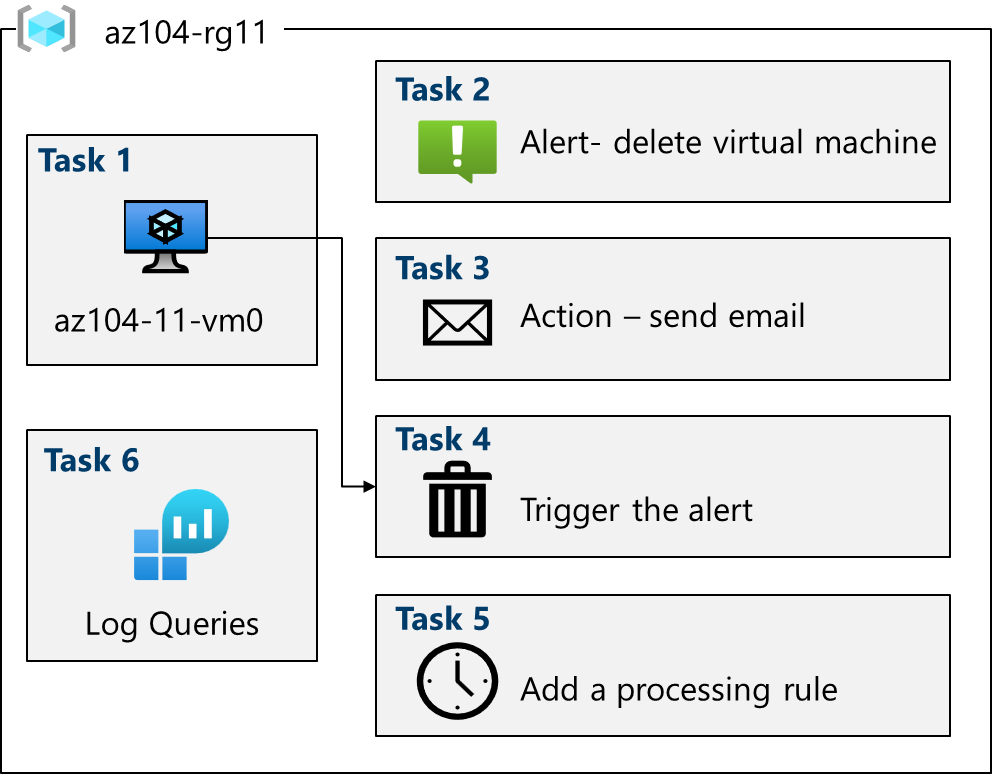 az104-rg11
Task 1
az104-11-vm0
Task 2
Alert- delete virtual machine
Task 3
Action – send email
Task 4
Trigger the alert
Task 5
Add a processing rule
Task 6
Log Queries